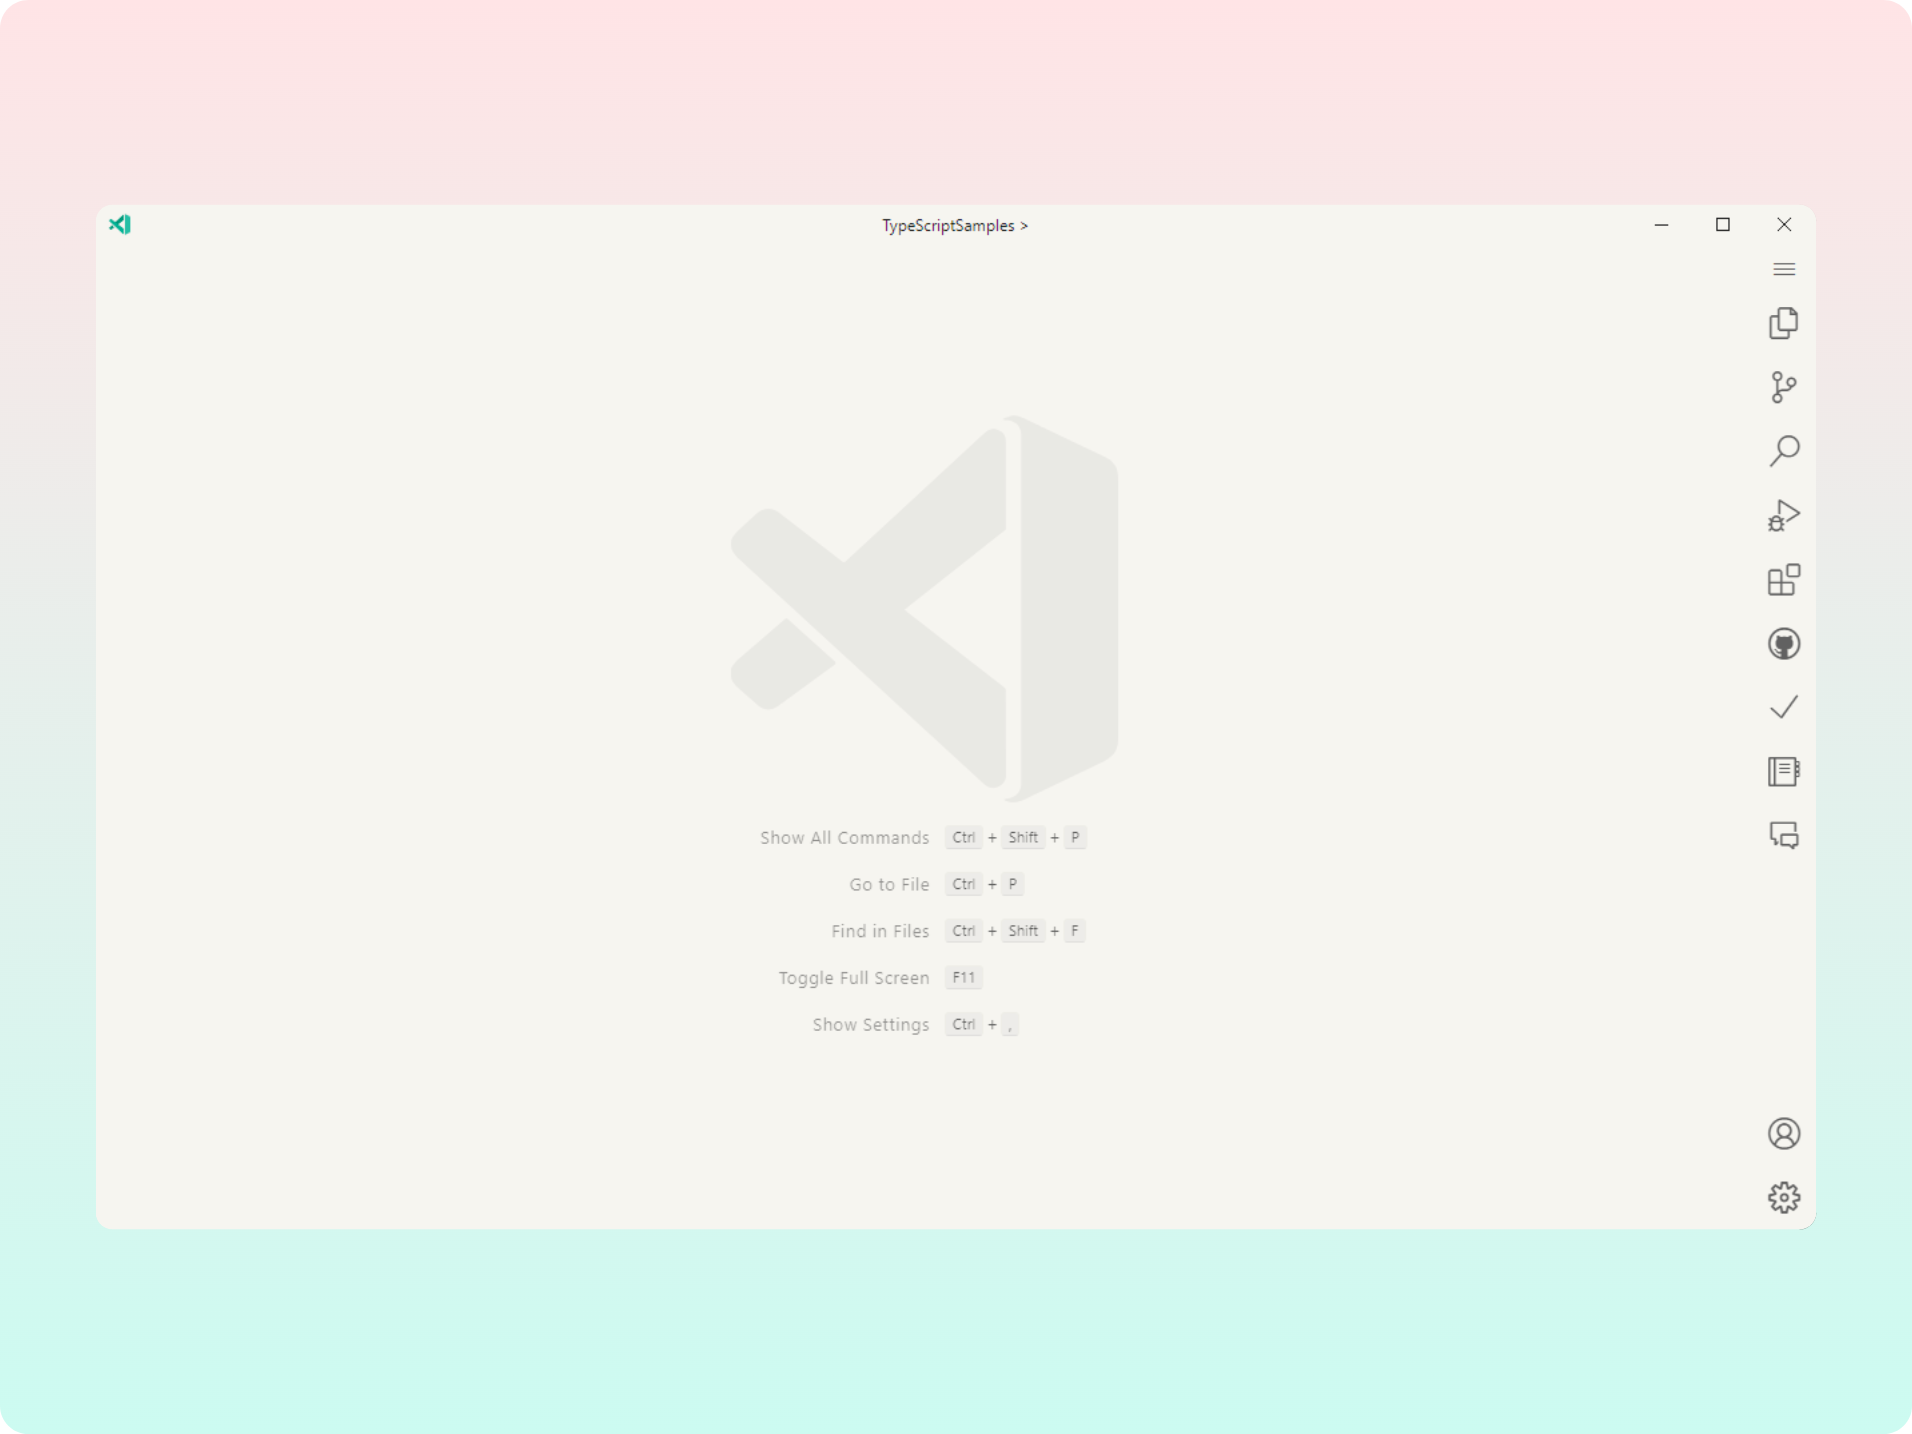 TypeScriptSamples >
Show All Commands Ctrl + Shift + P
Go to File Ctrl + P
Find in Files Ctrl + Shift + F
Toggle Full Screen F11
Show Settings Ctrl + ,